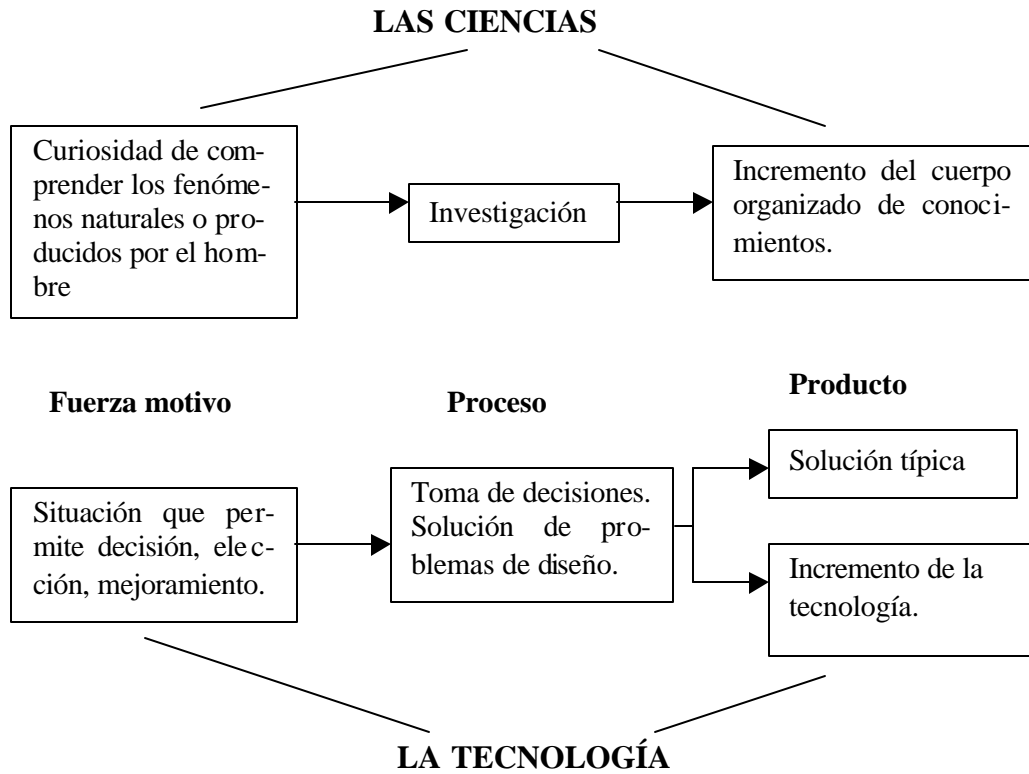 LAS CIENCIAS
Curiosidad de com-
prender los fenóme-
nos naturales o pro-
ducidos por el hom-
bre
Investigación
Incremento del cuerpo
organizado de conoci-
mientos.
Fuerza motivo
Proceso
Producto
Situación que per-
mite decisión, elec-
ción, mejoramiento.
Toma de decisiones.
Solución de pro-
blemas de diseño.
Solución típica
Incremento de la
tecnología.
LA TECNOLOGÍA